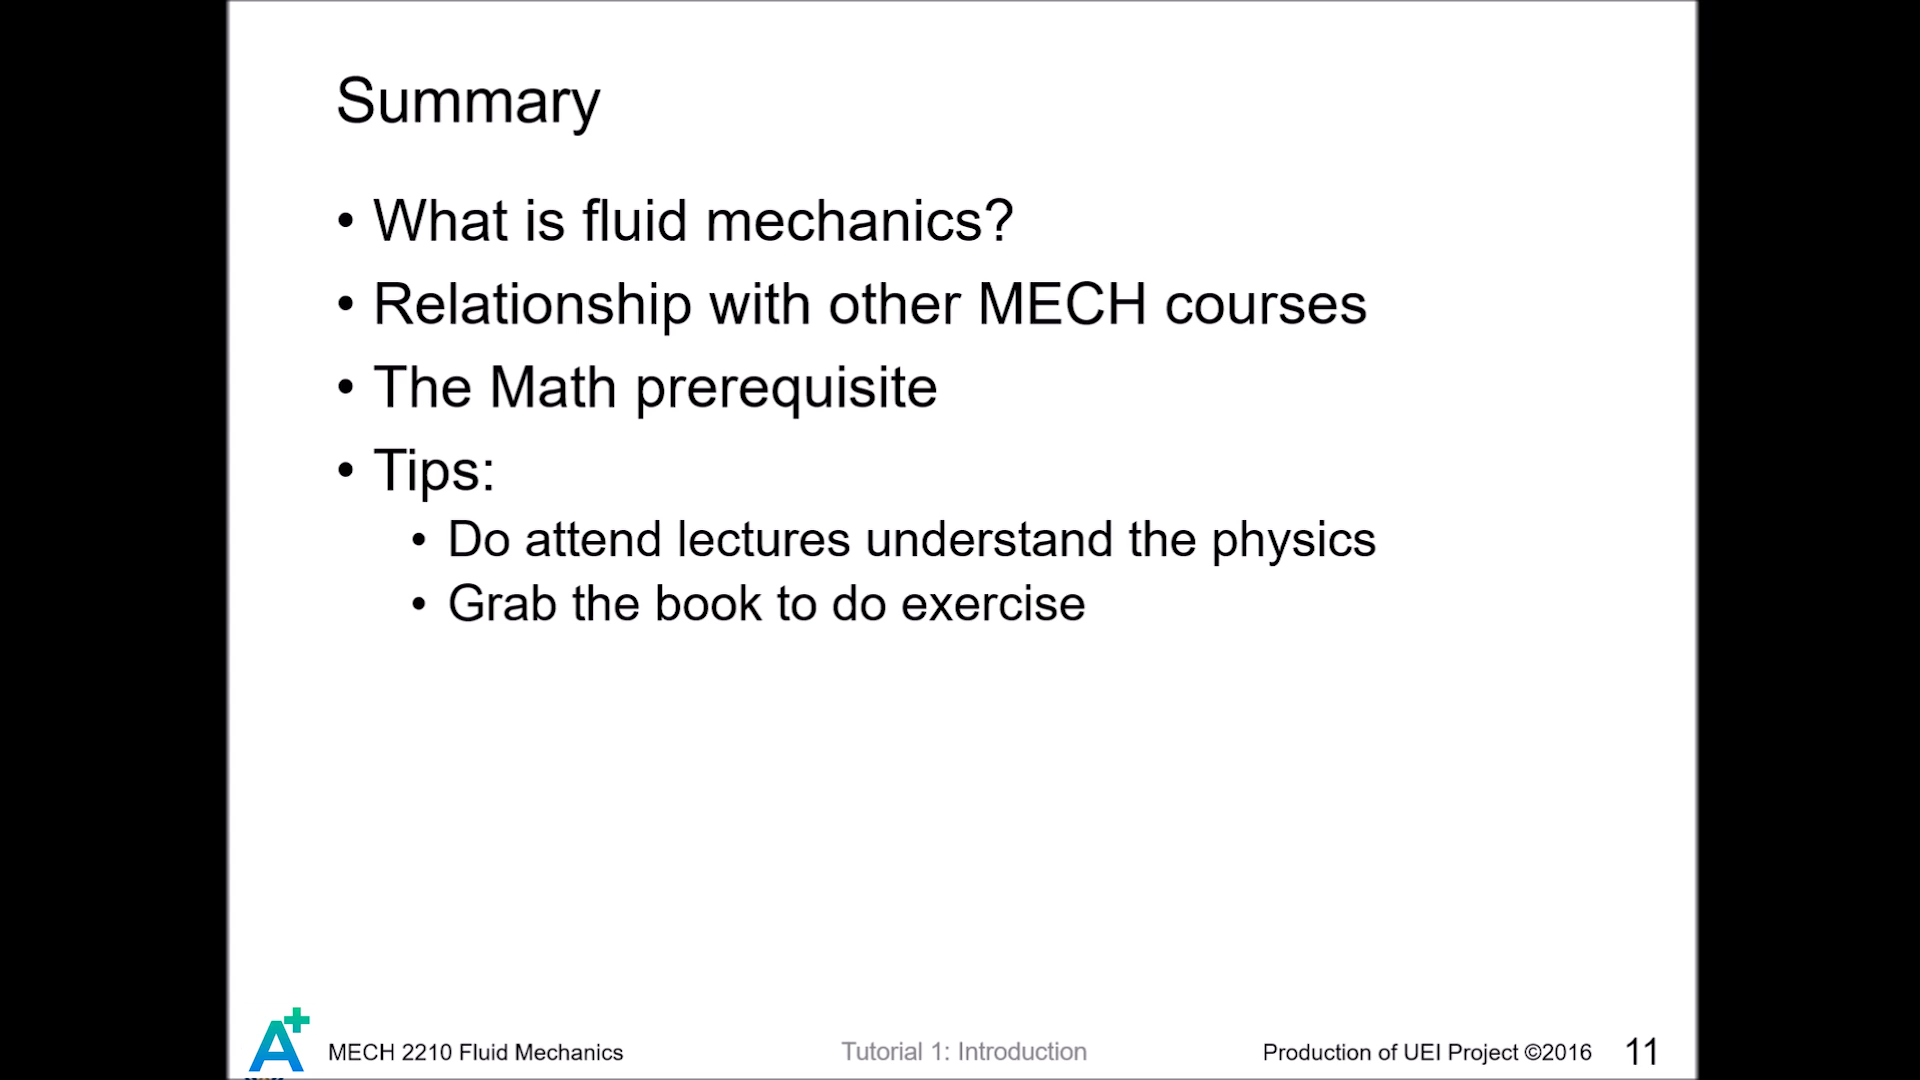 Summary
• What is fluid mechanics?
• Relationship with other MECH courses
• The Math prerequisite
• Tips:
• Do attend lectures understand the physics
• Grab the book to do exercise
A+
MECH 2210 Fluid Mechanics
Tutorial 1: Introduction
Production of UEI Project ©2016
11